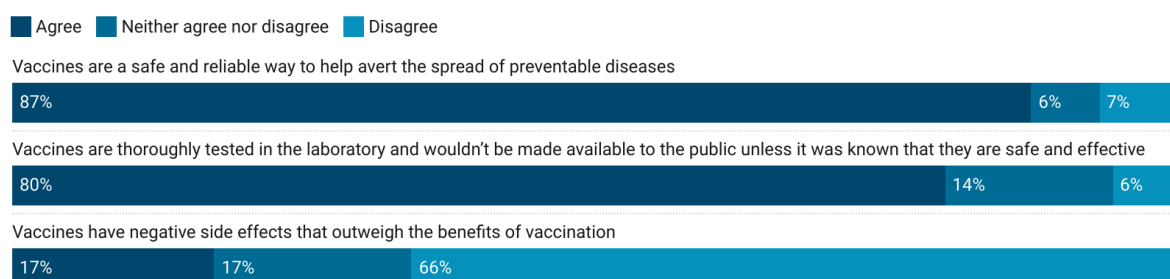 Agree Neither agree nor disagree Disagree
Vaccines are a safe and reliable way to help avert the spread of preventable diseases
87% 6% 7%
Vaccines are thoroughly tested in the laboratory and wouldn’t be made available to the public unless it was known that they are safe and effective
80% 14% 6%
Vaccines have negative side effects that outweigh the benefits of vaccination
17% 17% 66%